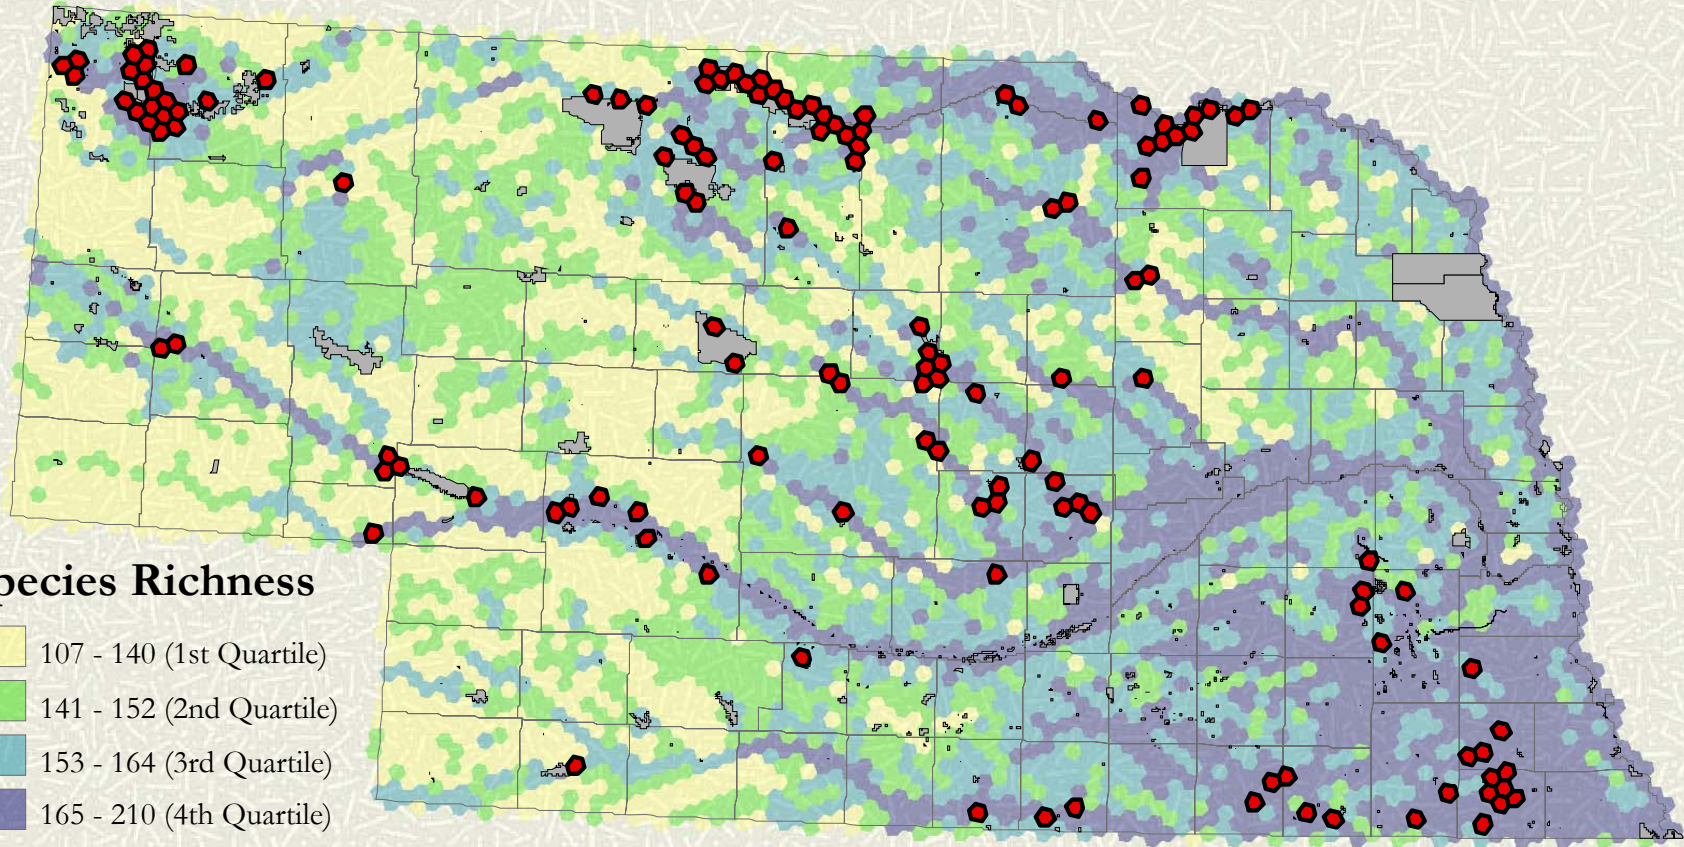 pecies Richness
107 - 140 (1st Quartile)
141 - 152 (2nd Quartile)
153 - 164 (3rd Quartile)
165 - 210 (4th Quartile)